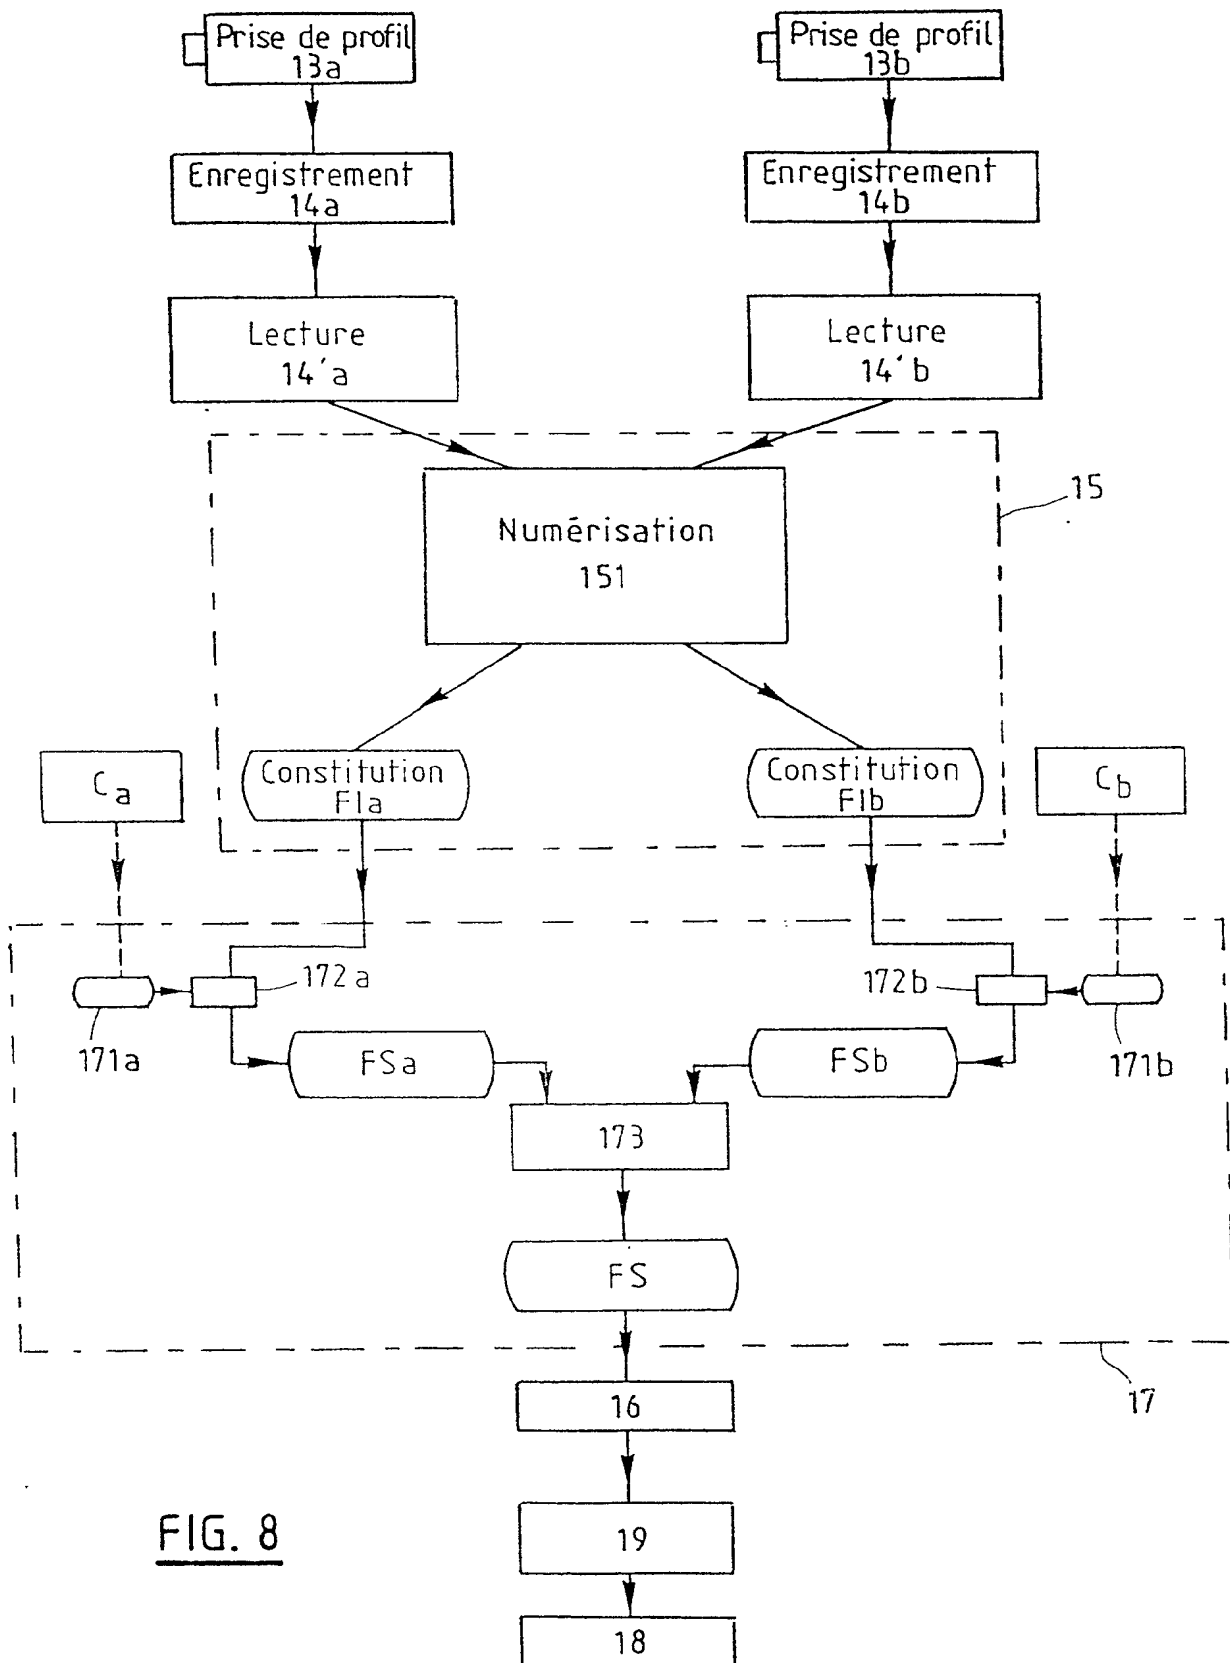 Prise de profil
13a
Prise de profil
13b
Enregistrement
14a
Enregistrement
14b
Lecture
14'a
Lecture
14'b
15
Numérisation
151
Ca
Constitution
FIa
Constitution
FIb
Cb
172a
172b
171a
FSa
FSb
171b
173
FS
17
16
19
18
FIG. 8